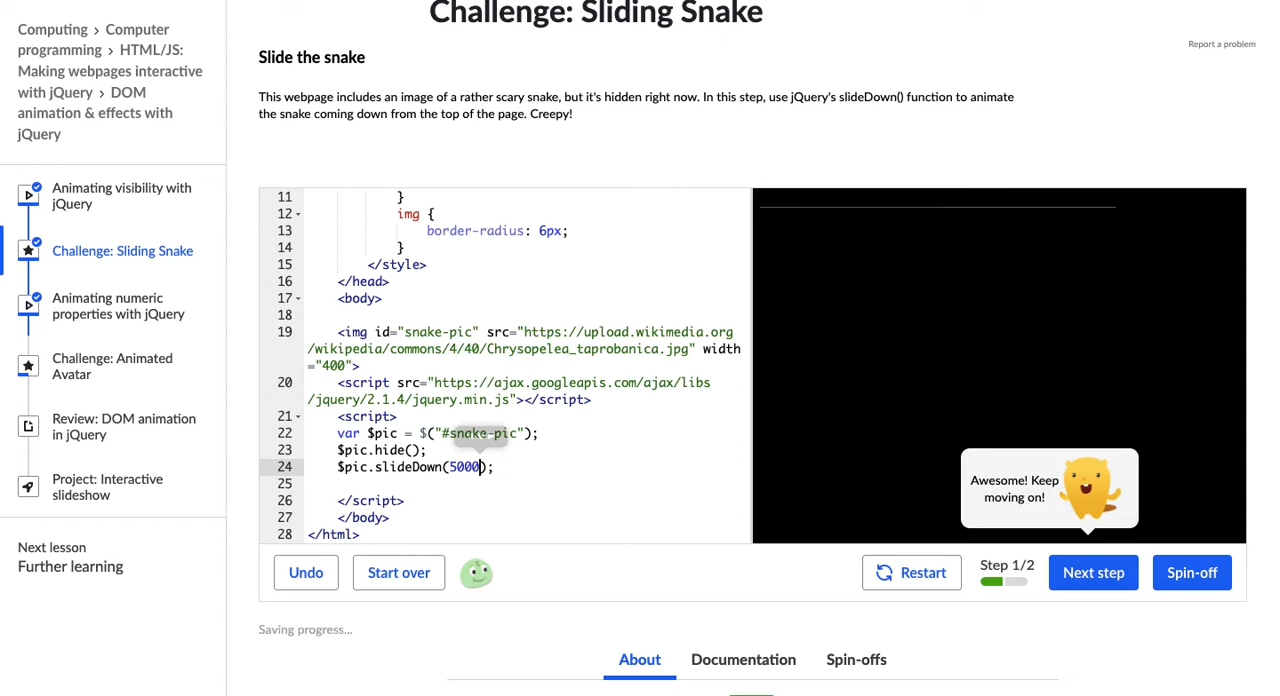 Computing › Computer
programming › HTML/JS:
Making webpages interactive
with jQuery › DOM
animation & effects with
jQuery
Animating visibility with
jQuery
Challenge: Sliding Snake
Animating numeric
properties with jQuery
Challenge: Animated
Avatar
Review: DOM animation
in jQuery
Project: Interactive
slideshow
Next lesson
Further learning
Challenge: Sliding Snake
Report a problem
Slide the snake
This webpage includes an image of a rather scary snake, but it's hidden right now. In this step, use jQuery's slideDown() function to animate
the snake coming down from the top of the page. Creepy!
11 }
12 img {
13 border-radius: 6px;
14 }
15 </style>
16 </head>
17 <body>
18
19 <img id="snake-pic" src="https://upload.wikimedia.org
/wikipedia/commons/4/40/Chrysopelea_taprobanica.jpg" width
="400">
20 <script src="https://ajax.googleapis.com/ajax/libs
/jquery/2.1.4/jquery.min.js"></script>
21 <script>
22 var $pic = $("#snake-pic");
23 $pic.hide();
24 $pic.slideDown(5000);
25
26 </script>
27 </body>
28 </html>
Awesome! Keep
moving on!
Undo
Start over
Restart
Step 1/2
Next step
Spin-off
Saving progress...
About
Documentation
Spin-offs